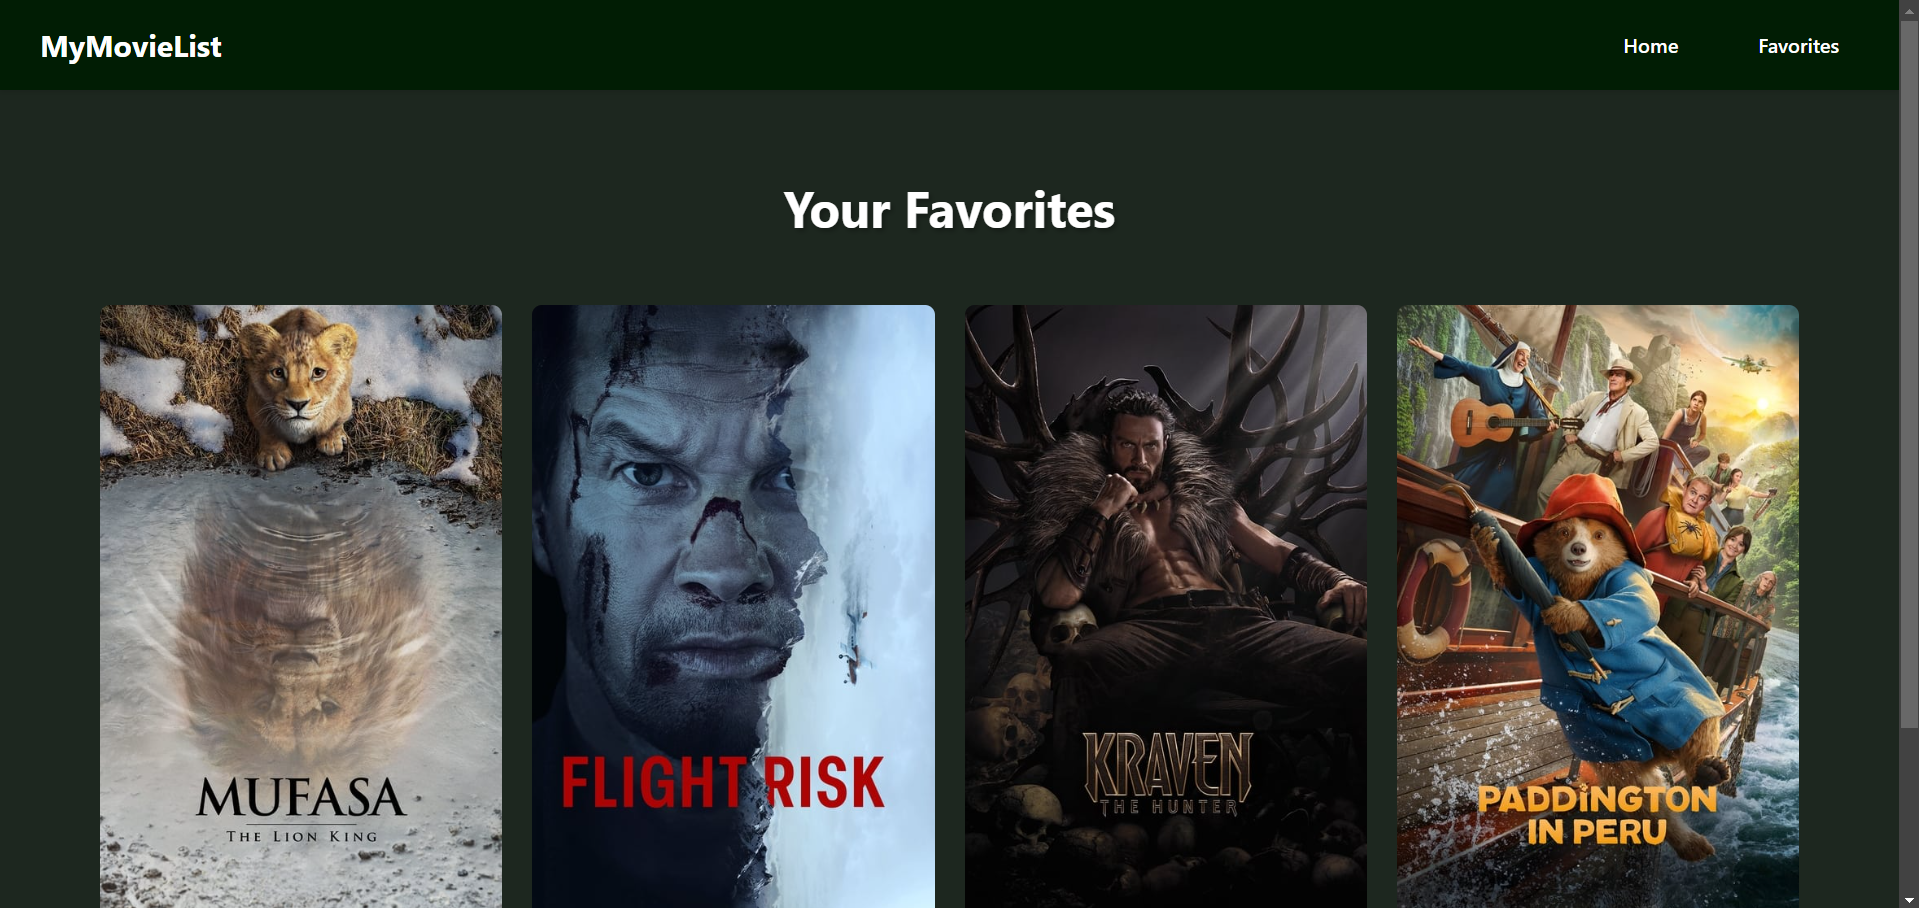 MyMovieList
Home
Favorites
Your Favorites
MUFASA
THE LION KING
FLIGHT RISK
KRAVEN
THE HUNTER
PADDINGTON
IN PERU